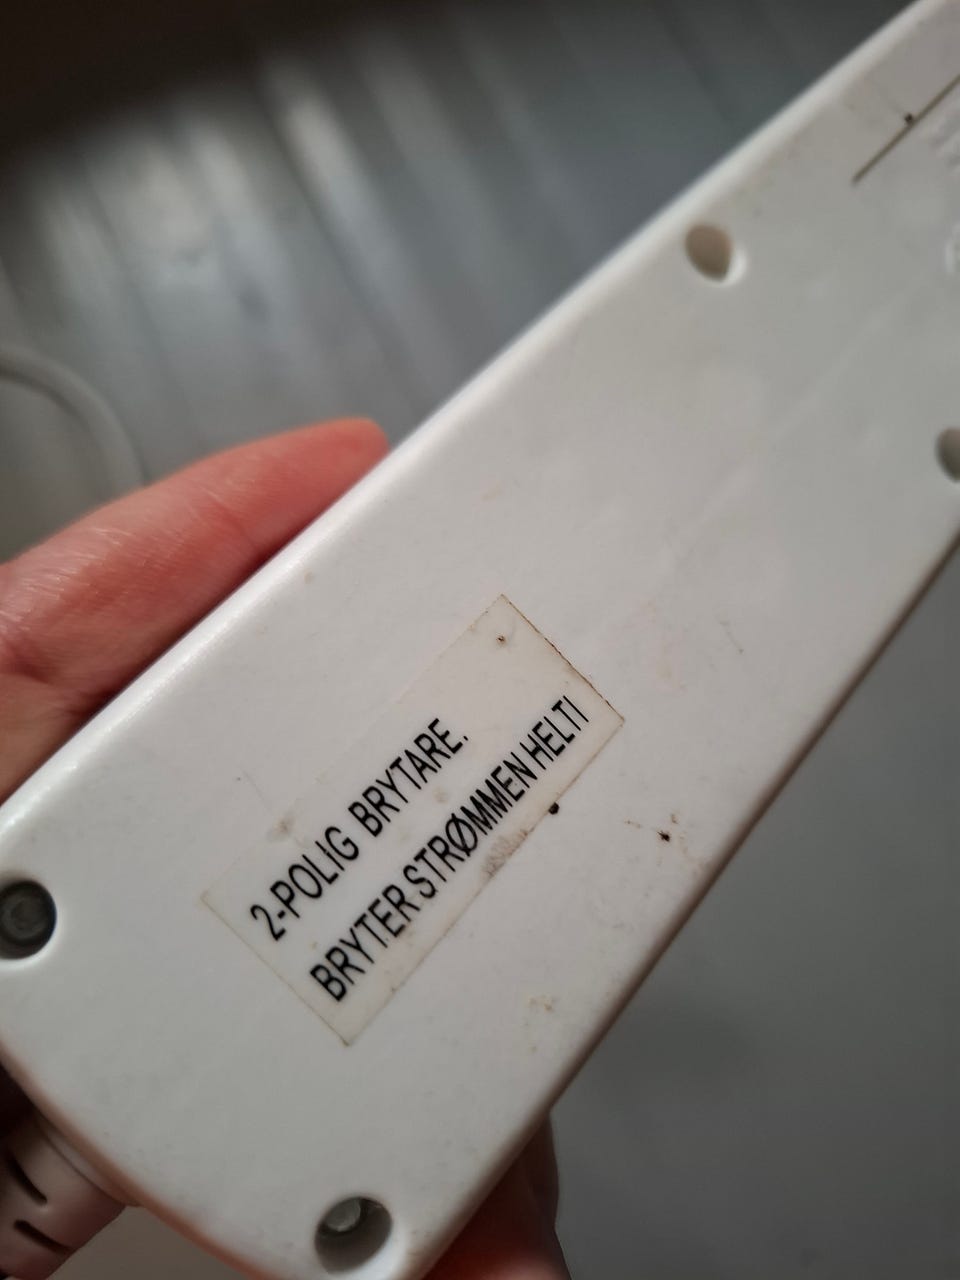 2-POLIG BRYTARE.
BRYTER STRØMMEN HELT!